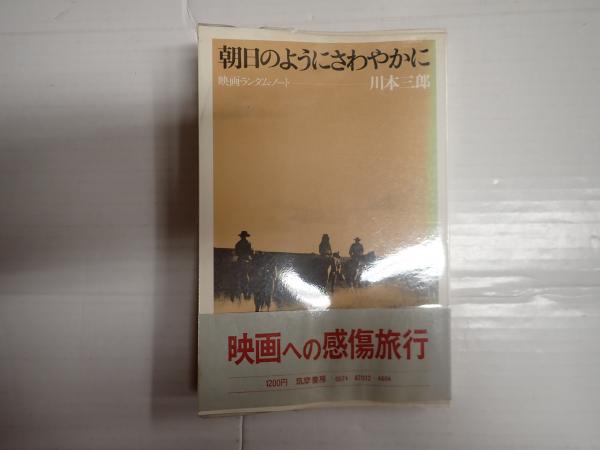 朝日のようにさわやかに
映画ランダムノート
川本三郎
映画への感傷旅行
1200円 筑摩書房